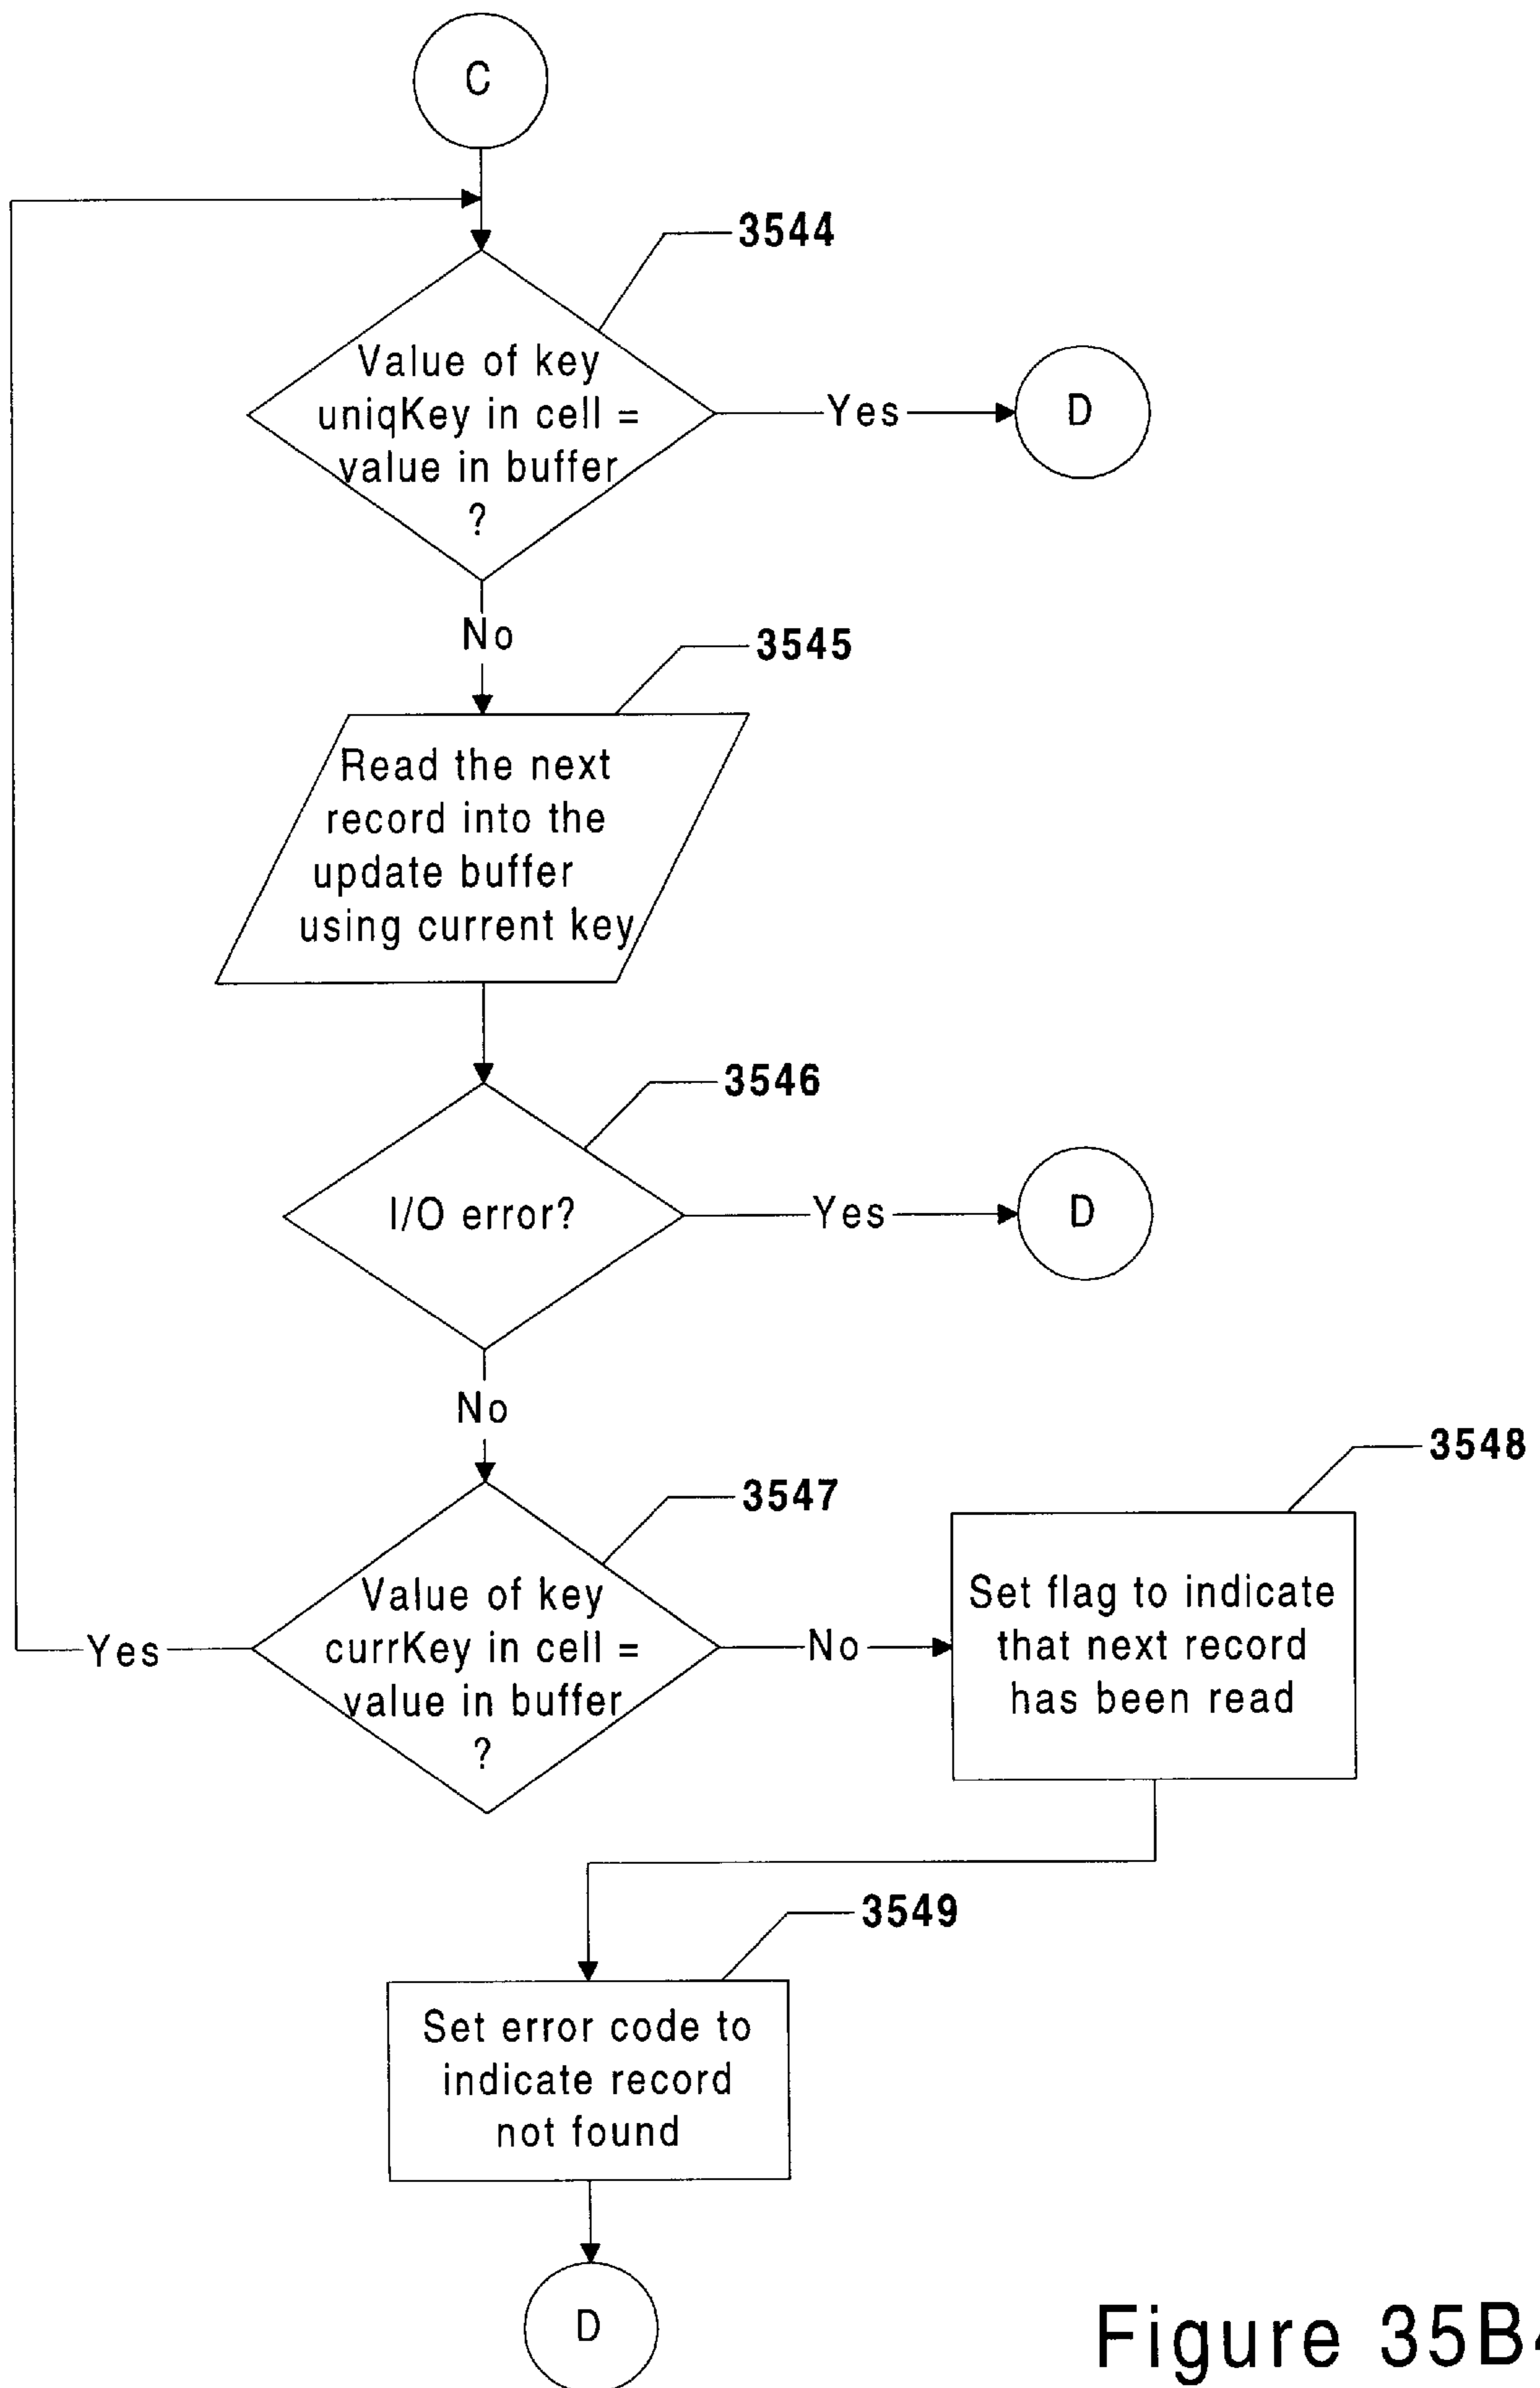 C
3544
Value of key
uniqKey in cell =
value in buffer
?
Yes
D
No
3545
Read the next
record into the
update buffer
using current key
3546
I/O error?
Yes
D
No
3548
3547
Value of key
currKey in cell =
value in buffer
?
Yes
No
Set flag to indicate
that next record
has been read
3549
Set error code to
indicate record
not found
D
Figure 35B4